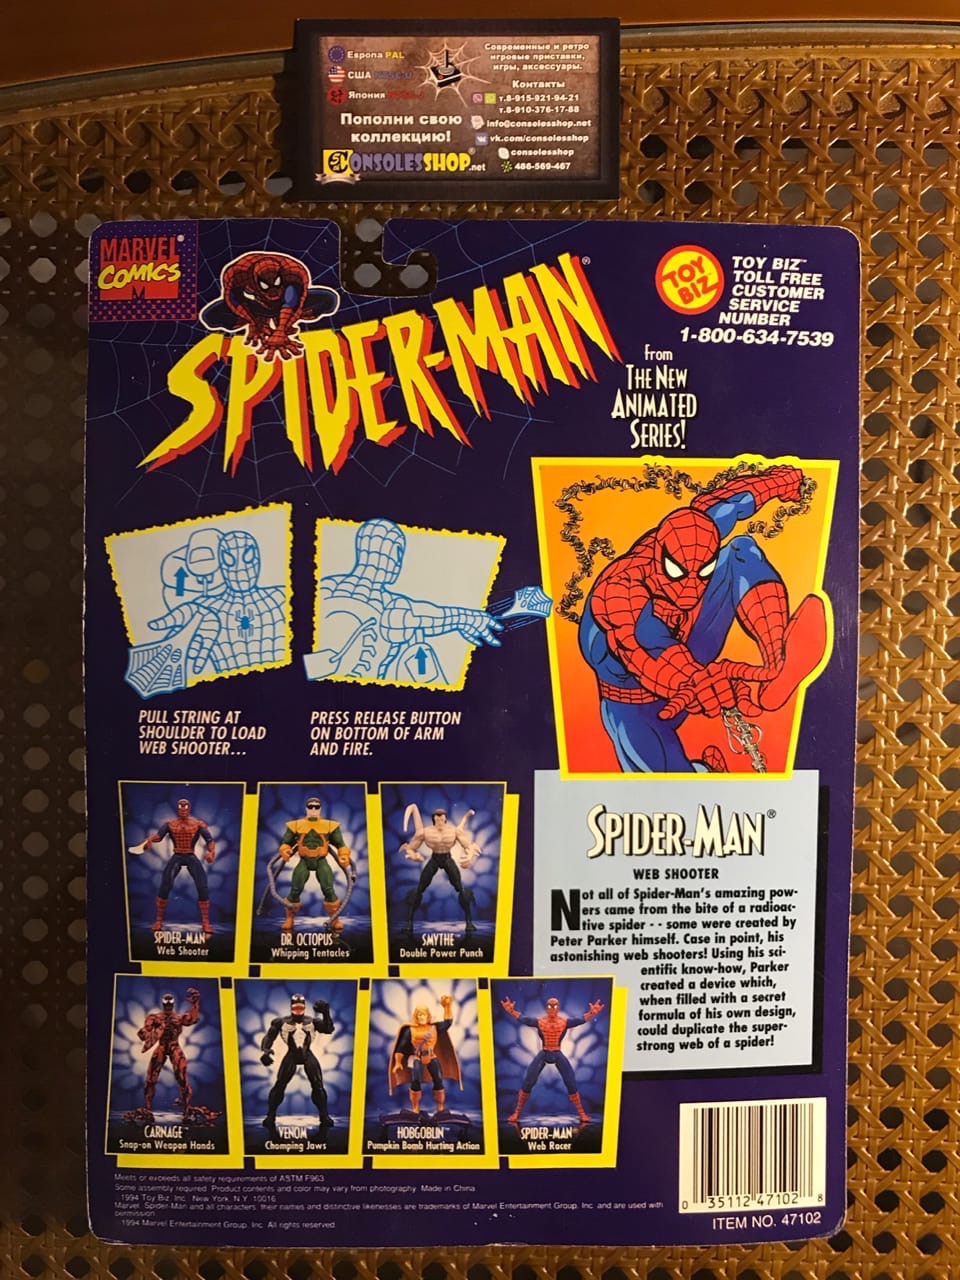 Европа PAL
США
Япония
Пополни свою
коллекцию!
CONSOLESSHOP.net
Современные и ретро
игровые приставки,
игры, аксессуары.
Контакты
т.8-915-921-94-21
т.8-910-376-17-88
info@consolesshop.net
vk.com/consolesshop
consolesshop
486-569-467
MARVEL®
COMICS
M
SPIDER-MAN®
TOY BIZ
TOY BIZ™
TOLL FREE
CUSTOMER
SERVICE
NUMBER
1-800-634-7539
From
THE NEW
ANIMATED
SERIES!
PULL STRING AT
SHOULDER TO LOAD
WEB SHOOTER...
PRESS RELEASE BUTTON
ON BOTTOM OF ARM
AND FIRE.
SPIDER-MAN®
WEB SHOOTER
Not all of Spider-Man's amazing pow-
ers came from the bite of a radioac-
tive spider - - some were created by
Peter Parker himself. Case in point, his
astonishing web shooters! Using his sci-
entific know-how, Parker
created a device which,
when filled with a secret
formula of his own design,
could duplicate the super-
strong web of a spider!
SPIDER-MAN®
Web Shooter
DR. OCTOPUS™
Whipping Tentacles
SMYTHE™
Double Power Punch
CARNAGE™
Snap-on Weapon Hands
VENOM™
Chomping Jaws
HOBGOBLIN™
Pumpkin Bomb Hurling Action
SPIDER-MAN®
Web Racer
Meets or exceeds all safety requirements of ASTM F963
Some assembly required. Product contents and color may vary from photography. Made in China.
1994 Toy Biz, Inc. New York, N.Y. 10016
Marvel, Spider-Man and all characters, their names and distinctive likenesses are trademarks of Marvel Entertainment Group, Inc. and are used with
permission.
1994 Marvel Entertainment Group, Inc. All rights reserved.
0 35112 47102 8
ITEM NO. 47102